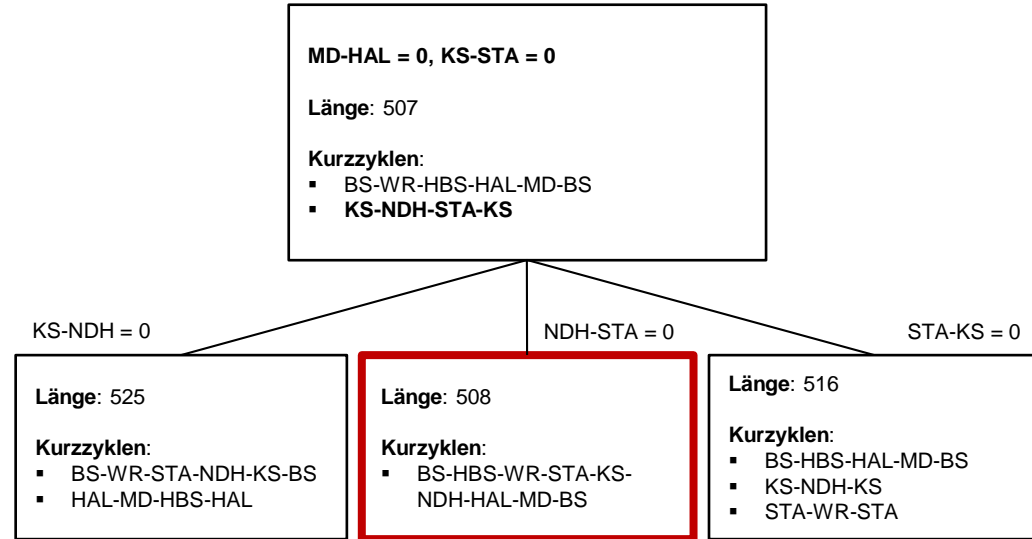 MD-HAL = 0, KS-STA = 0
Länge: 507
Kurzzyklen:
▪ BS-WR-HBS-HAL-MD-BS
▪ KS-NDH-STA-KS
KS-NDH = 0
NDH-STA = 0
STA-KS = 0
Länge: 525
Kurzzyklen:
▪ BS-WR-STA-NDH-KS-BS
▪ HAL-MD-HBS-HAL
Länge: 508
Kurzyklen:
▪ BS-HBS-WR-STA-KS-
NDH-HAL-MD-BS
Länge: 516
Kurzyklen:
▪ BS-HBS-HAL-MD-BS
▪ KS-NDH-KS
▪ STA-WR-STA